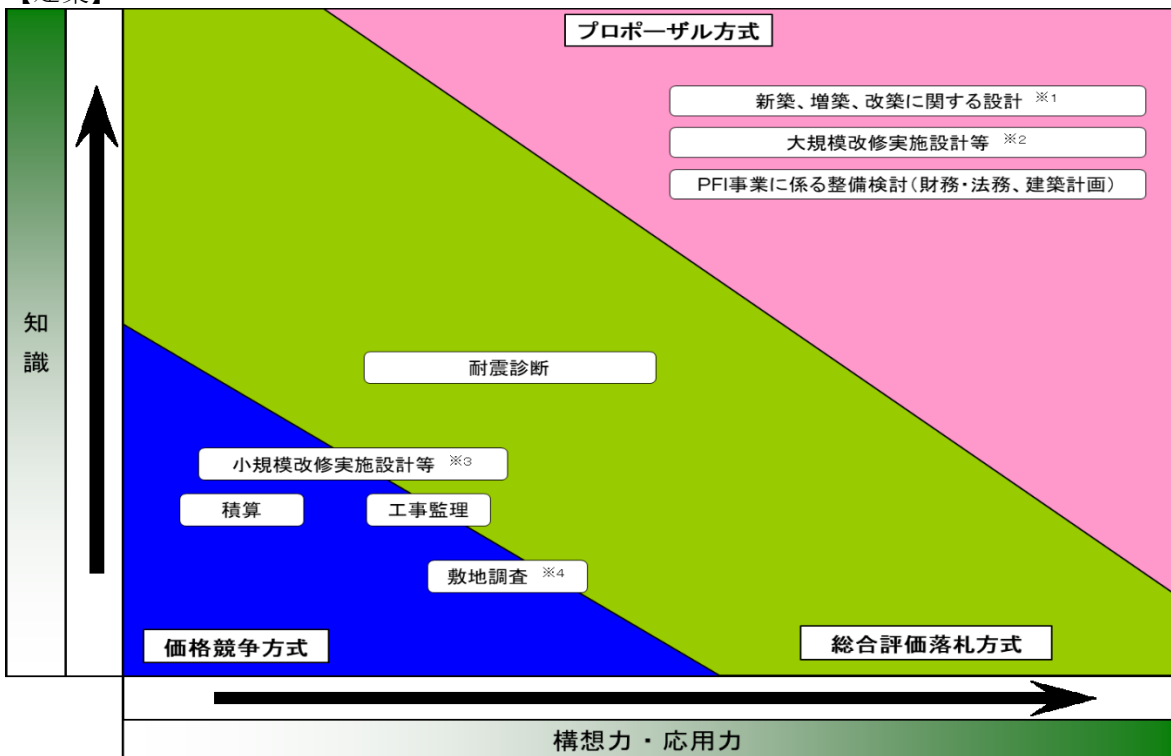 【建築】
プロポーザル方式
新築、増築、改築に関する設計 ※1
大規模改修実施設計等 ※2
PFI事業に係る整備検討（財務・法務、建築計画）
知識
耐震診断
小規模改修実施設計等 ※3
積算
工事監理
敷地調査 ※4
価格競争方式
総合評価落札方式
構想力・応用力